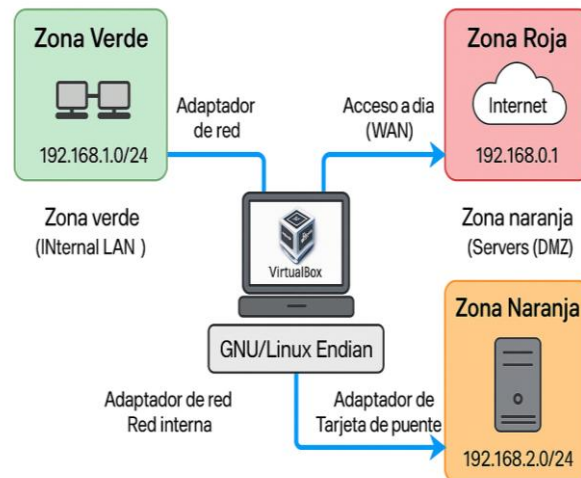 Zona Verde
192.168.1.0/24
Zona verde
(INternal LAN )
Adaptador
de red
Acceso a dia
(WAN)
Zona Roja
Internet
192.168.0.1
Zona naranja
(Servers (DMZ)
VirtualBox
GNU/Linux Endian
Adaptador de red
Red interna
Adaptador de
Tarjeta de puente
Zona Naranja
192.168.2.0/24